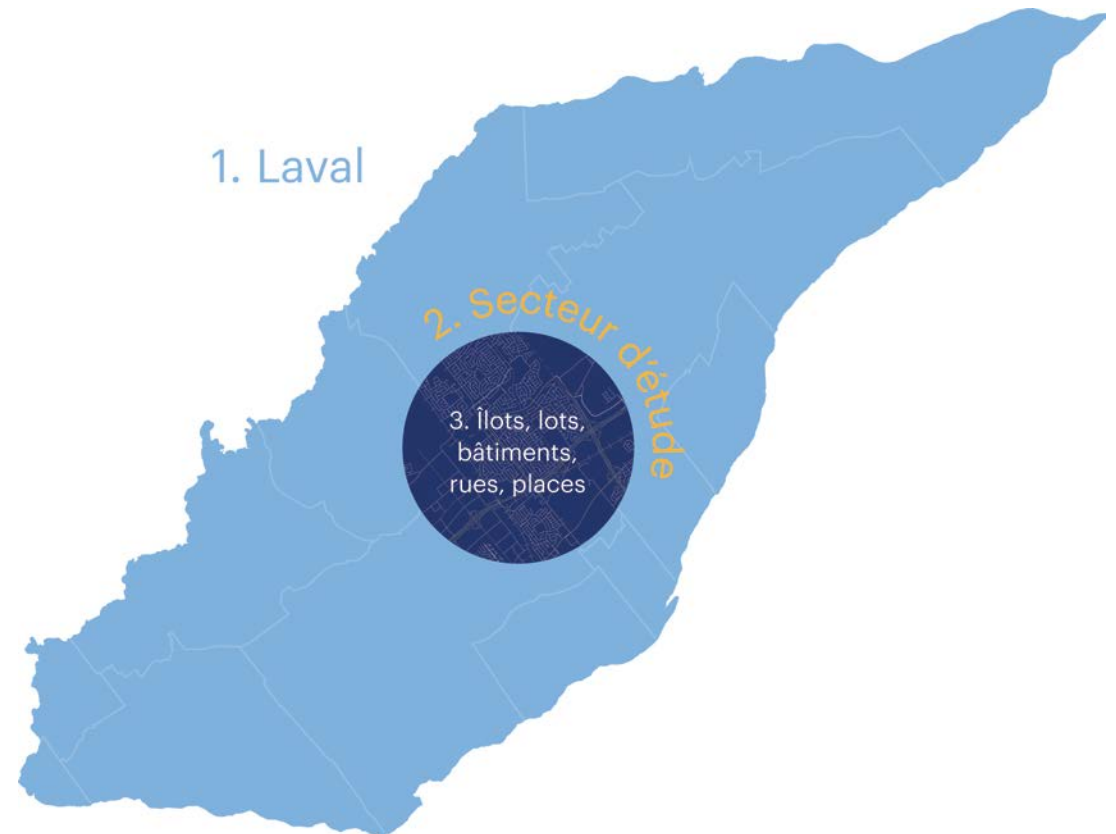 1. Laval
2. Secteur d'étude
3. Îlots, lots,
bâtiments,
rues, places